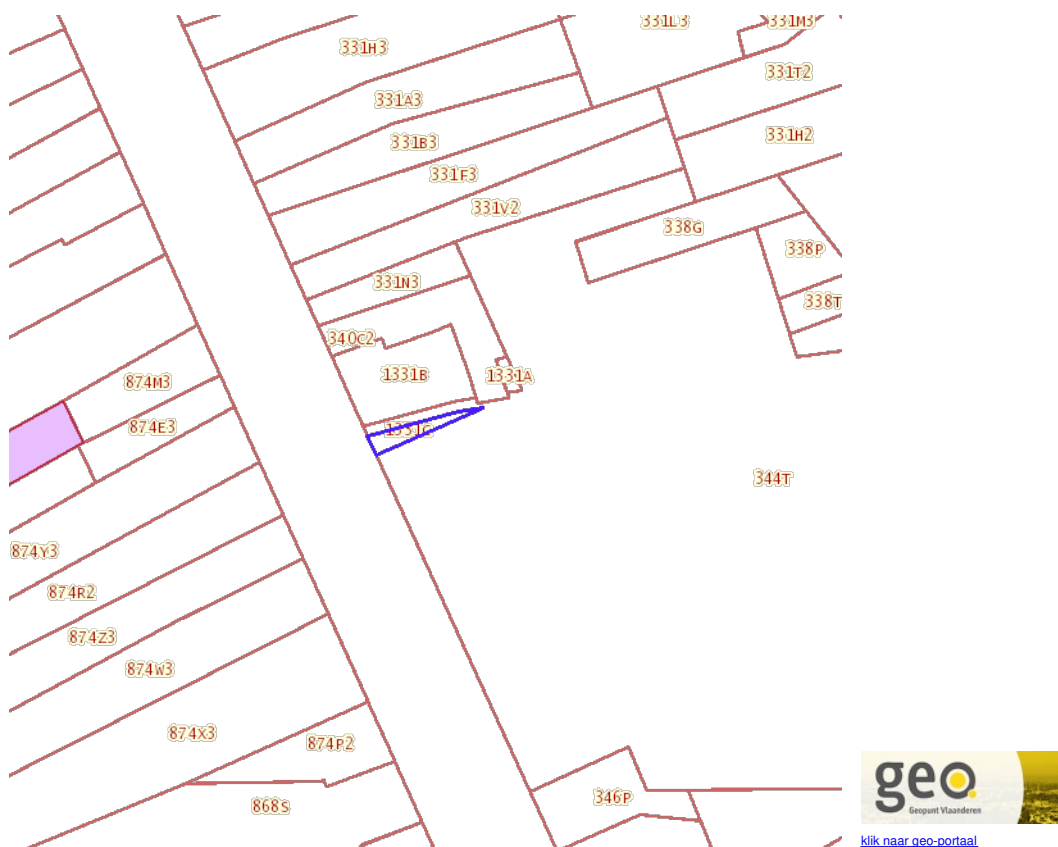 331L3
331M3
331H3
331T2
331A3
331B3
331H2
331F3
331V2
338G
338P
331N3
338T
340C2
1331B
1331A
874M3
874E3
1331C
344T
874Y3
874R2
874Z3
874W3
874X3
874P2
346P
868S
geo
Geopunt Vlaanderen
klik naar geo-portaal